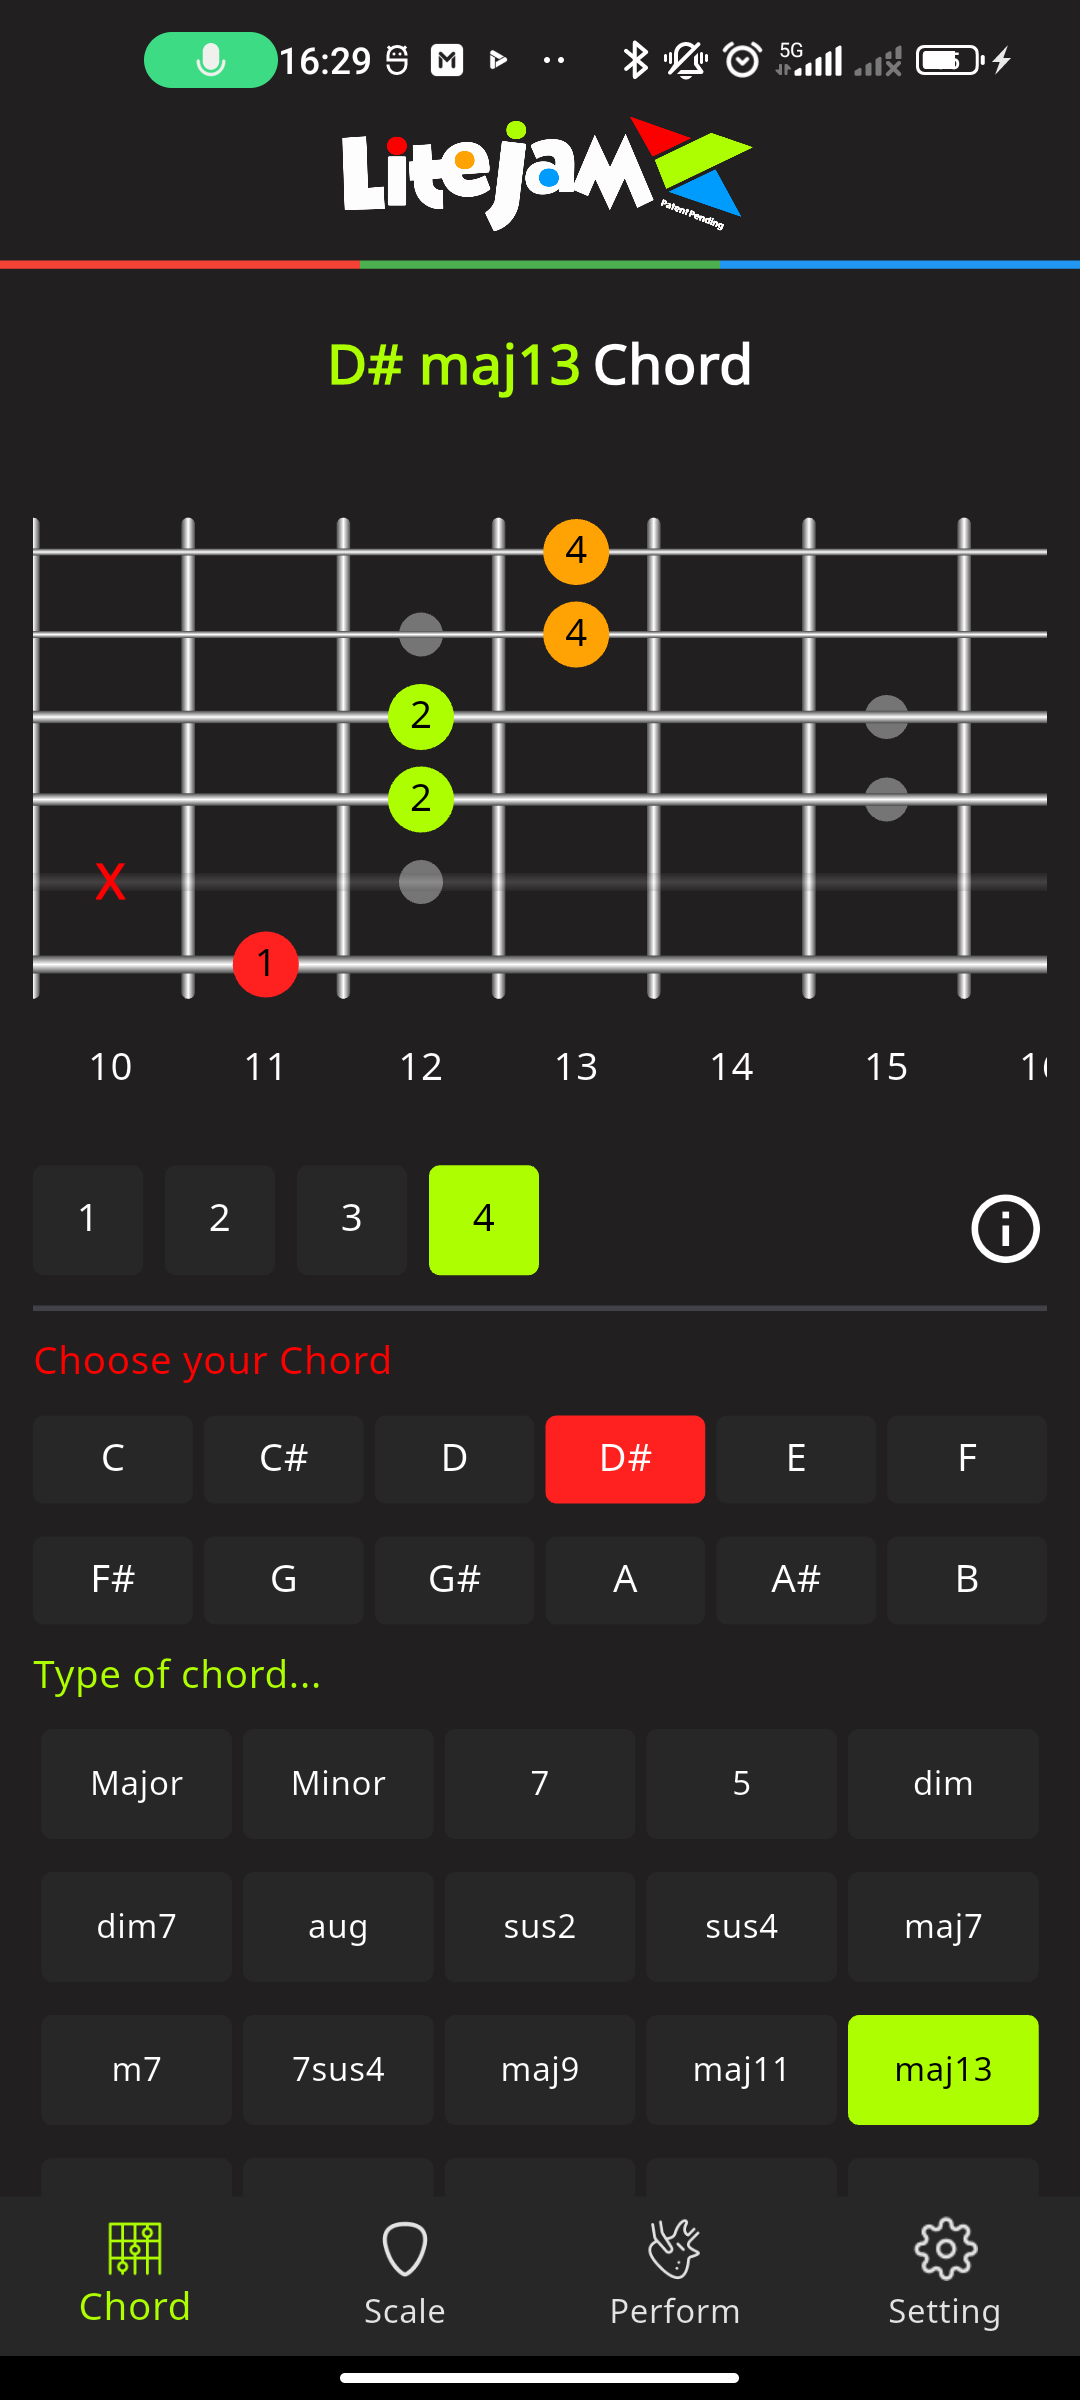 16:29 5G
LiteJam
Patent Pending
D# maj13 Chord
4
4
2
2
X
1
10 11 12 13 14 15
1 2 3 4
Choose your Chord
C C# D D# E F
F# G G# A A# B
Type of chord...
Major Minor 7 5 dim
dim7 aug sus2 sus4 maj7
m7 7sus4 maj9 maj11 maj13
Chord Scale Perform Setting